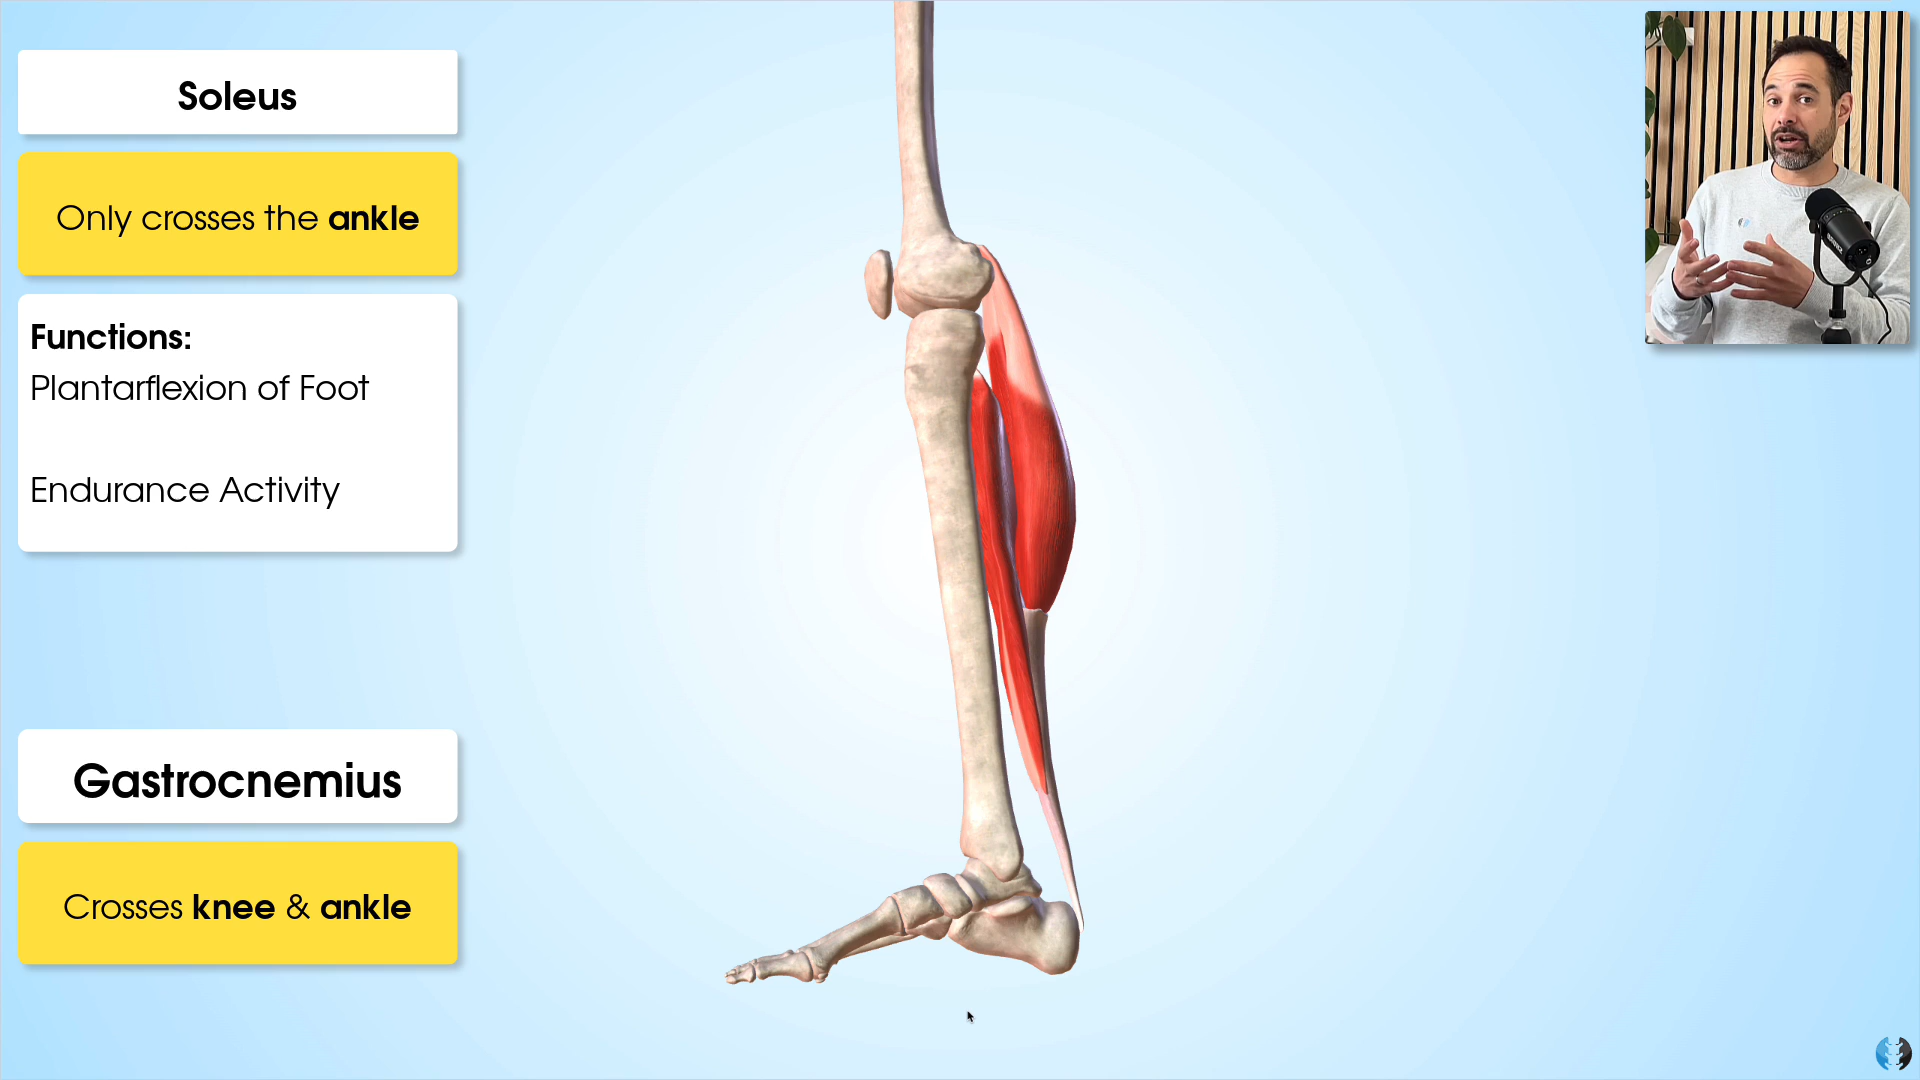 Soleus
Only crosses the ankle
Functions:
Plantarflexion of Foot
Endurance Activity
Gastrocnemius
Crosses knee & ankle